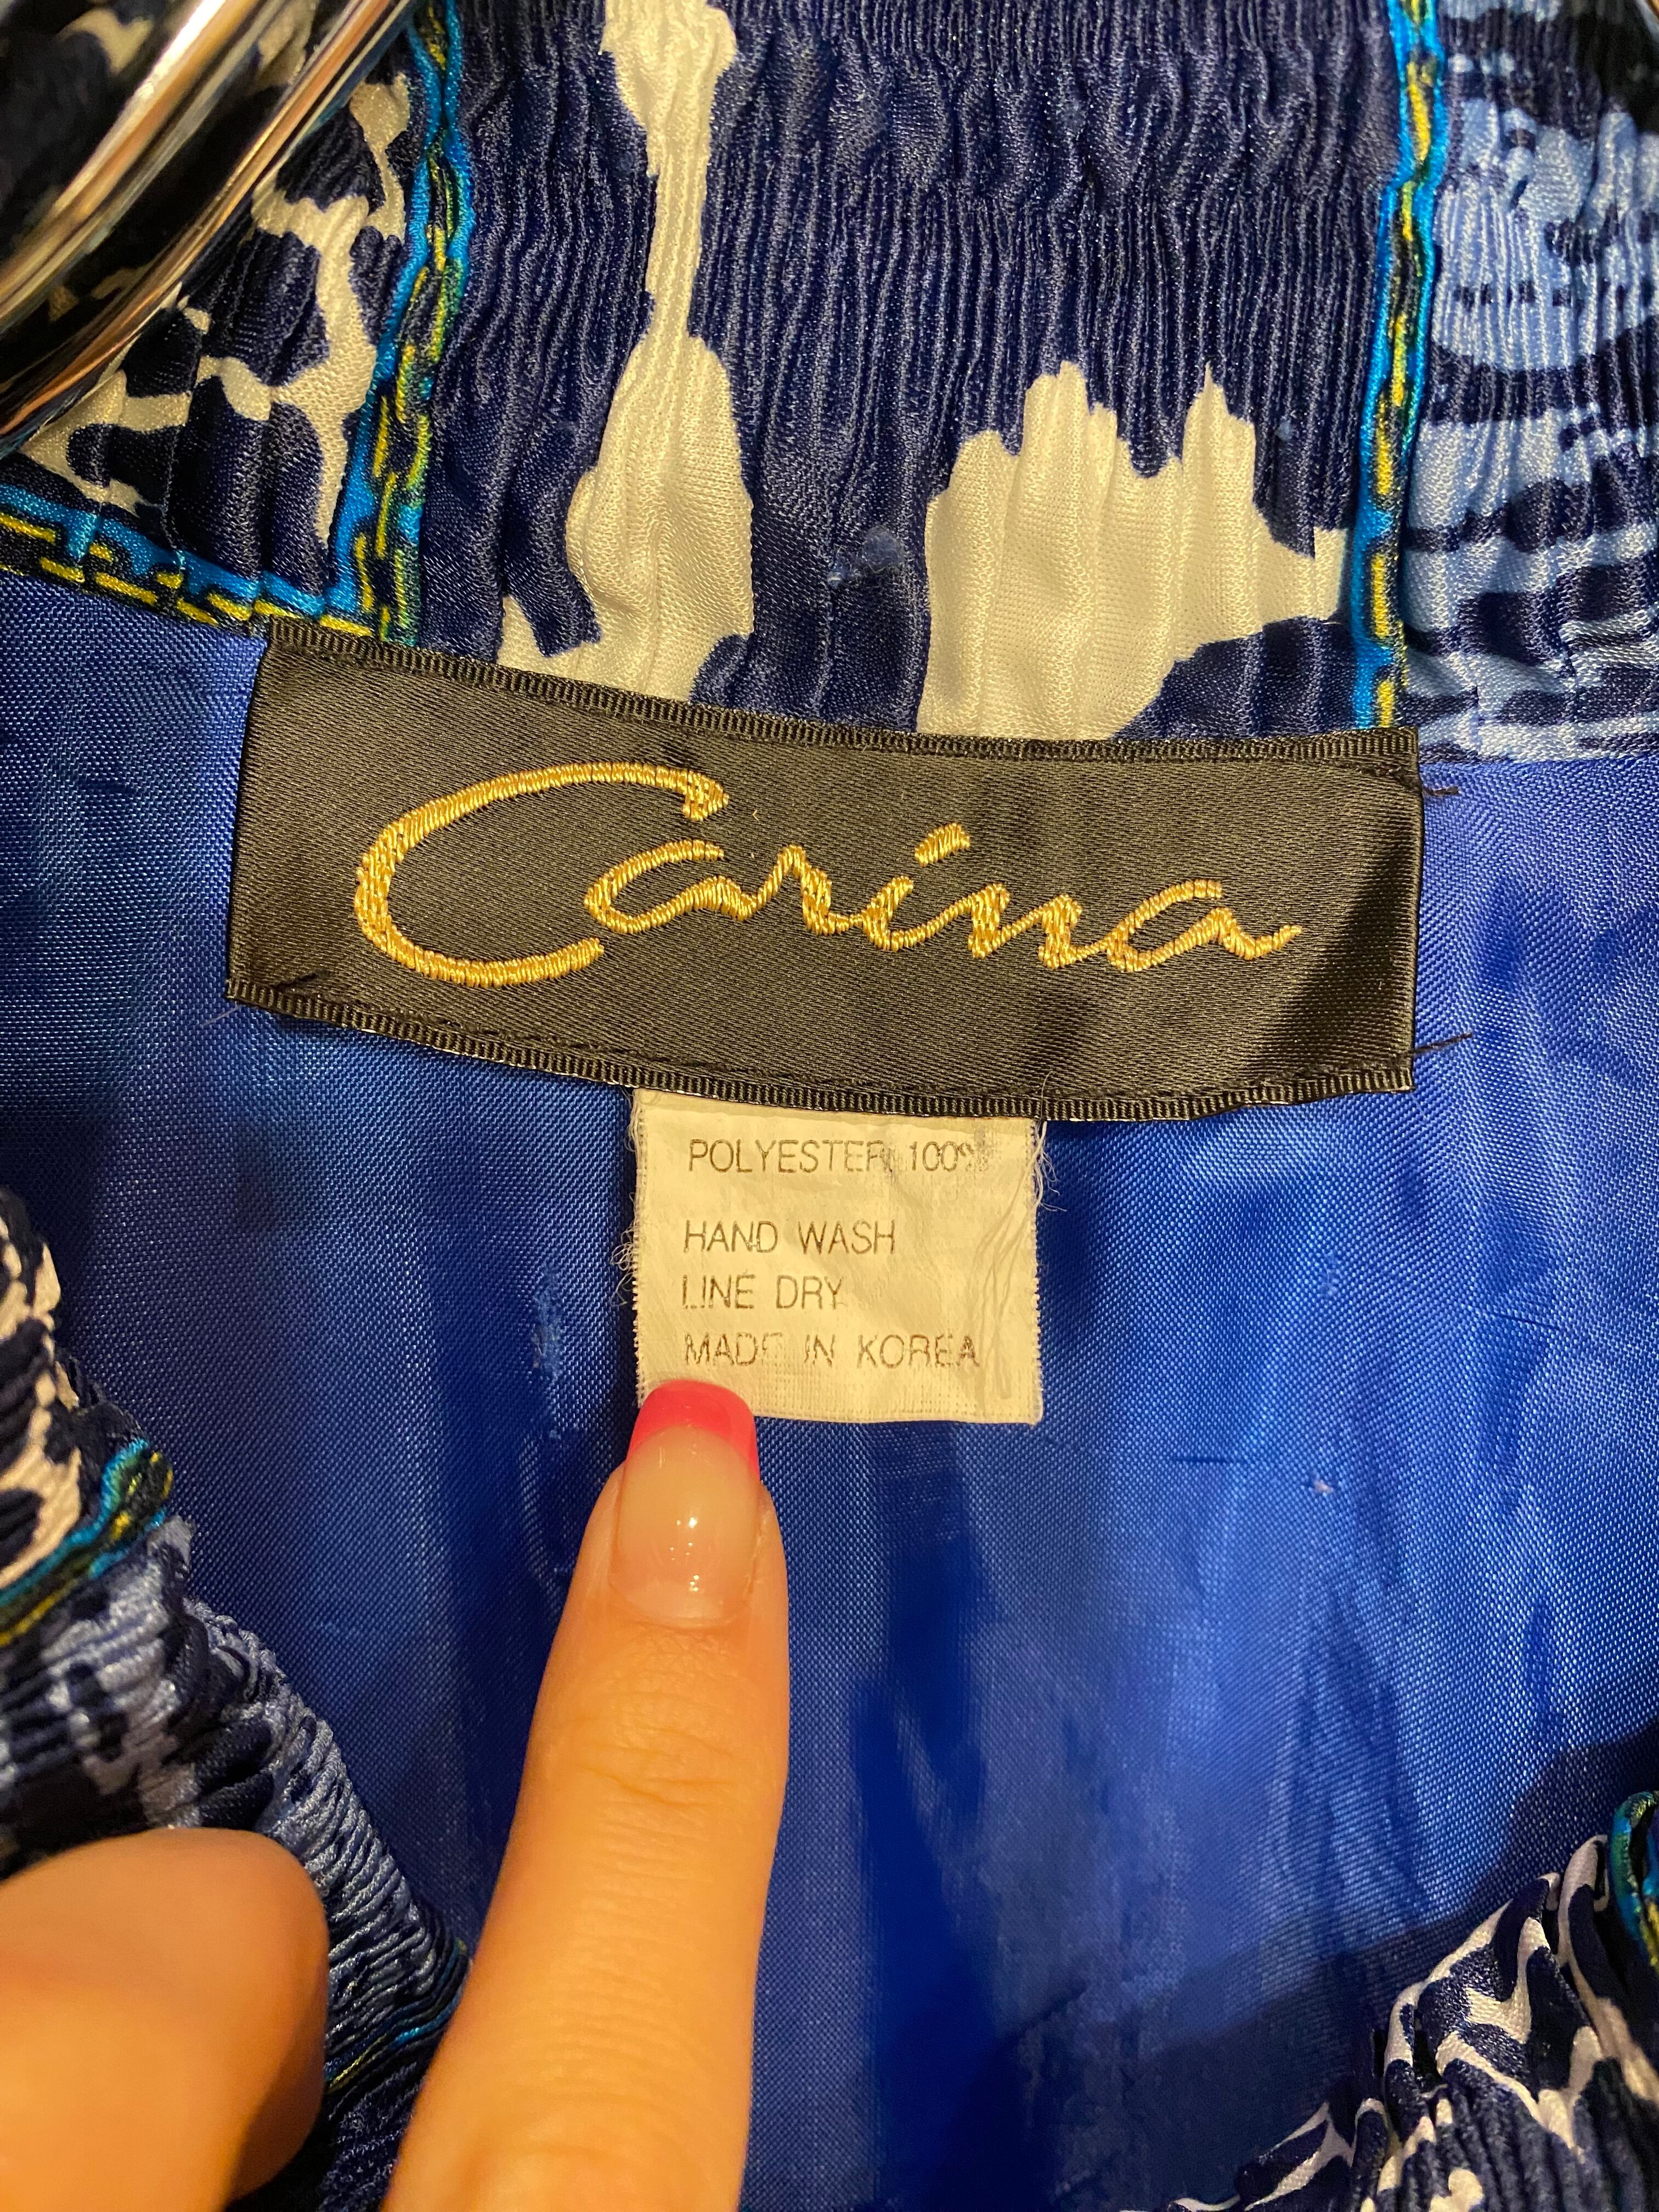 Carina
POLYESTER 100%
HAND WASH
LINE DRY
MADE IN KOREA